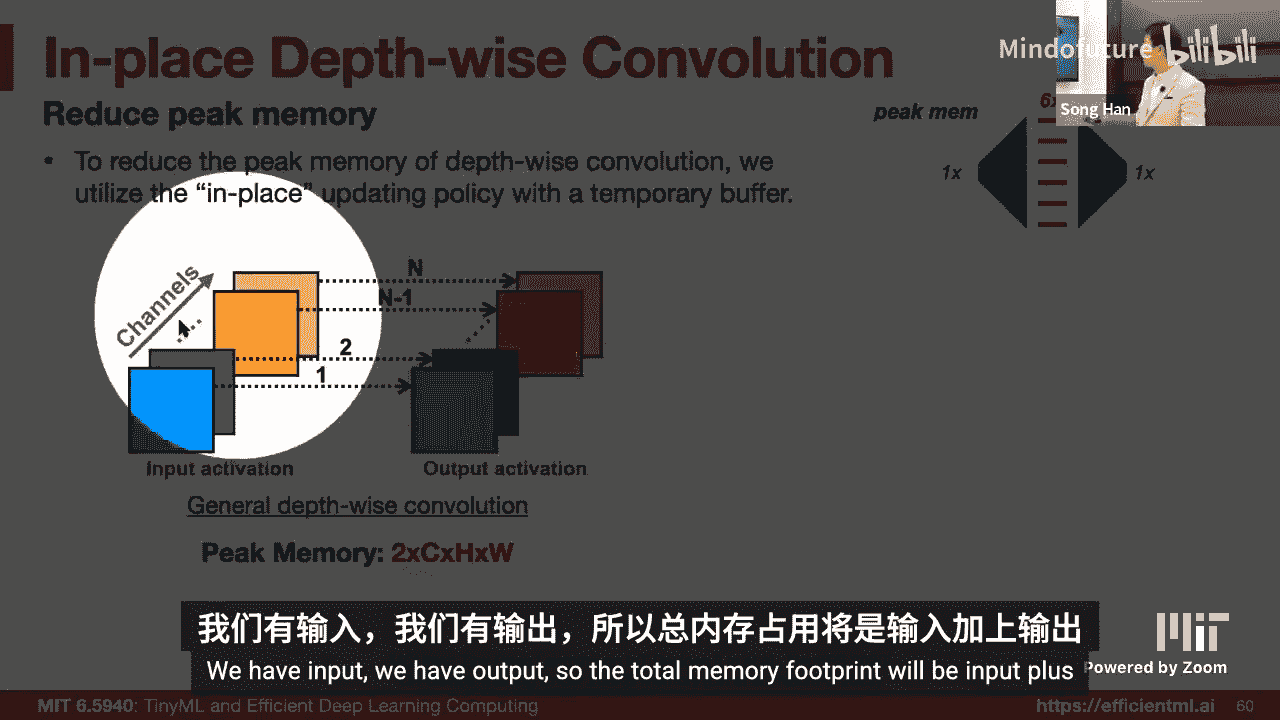 In-place Depth-wise Convolution
Mindofuture bilibili
Song Han
Reduce peak memory
peak mem
• To reduce the peak memory of depth-wise convolution, we
utilize the “in-place” updating policy with a temporary buffer.
1x
1x
Channels
N
N-1
2
1
Input activation
Output activation
General depth-wise convolution
Peak Memory: 2xCxHxW
我们有输入，我们有输出，所以总内存占用将是输入加上输出
We have input, we have output, so the total memory footprint will be input plus
MIT
Powered by Zoom
MIT 6.5940: TinyML and Efficient Deep Learning Computing
https://efficientml.ai
60